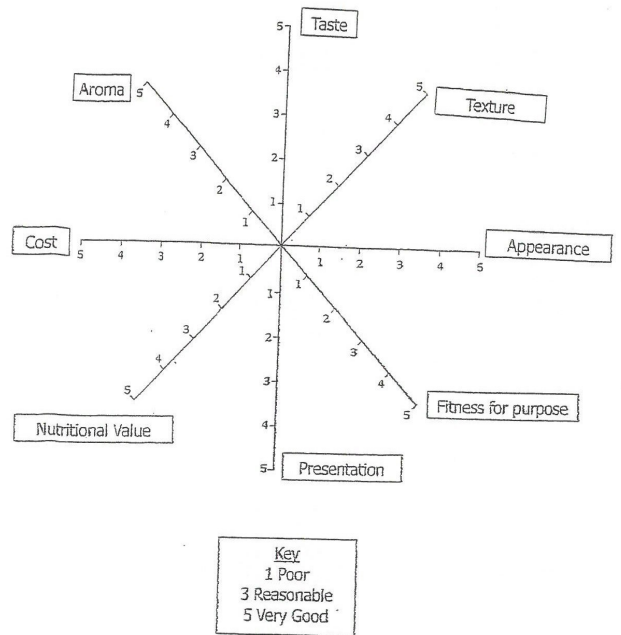 5
Taste
4
3
2
1
Aroma
5
4
3
2
1
5
Texture
4
3
2
1
Cost
5 4 3 2 1
1 2 3 4 5
Appearance
1
2
3
4
5
Nutritional Value
1
2
3
4
5
Presentation
1
2
3
4
5
Fitness for purpose
Key
1 Poor
3 Reasonable
5 Very Good